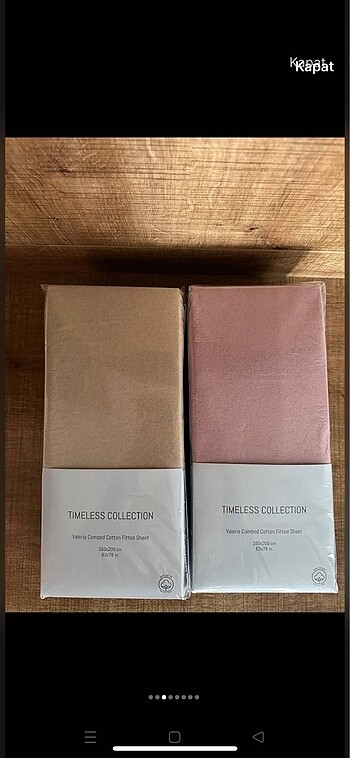 Kapat
Kapat
TIMELESS COLLECTION
Valeria Combed Cotton Fitted Sheet
160x200 cm
63x78 in.
TIMELESS COLLECTION
Valeria Combed Cotton Fitted Sheet
160x200 cm
63x78 in.